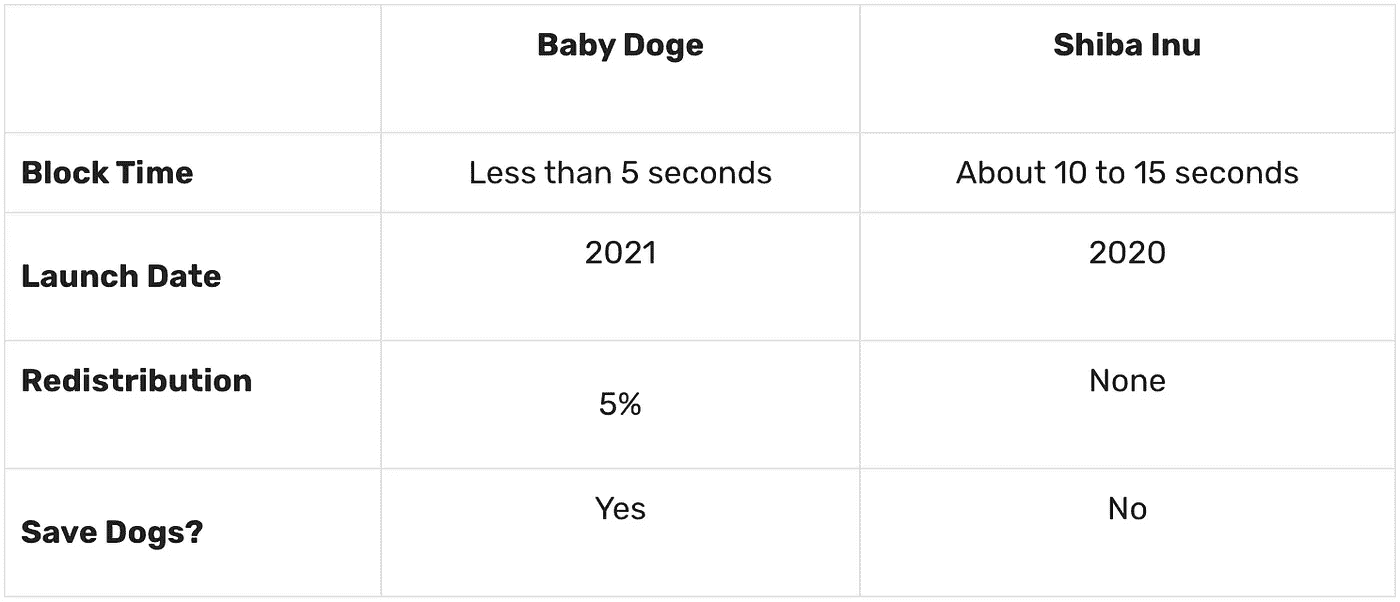 Baby Doge Shiba Inu
Block Time Less than 5 seconds About 10 to 15 seconds
Launch Date 2021 2020
Redistribution 5% None
Save Dogs? Yes No